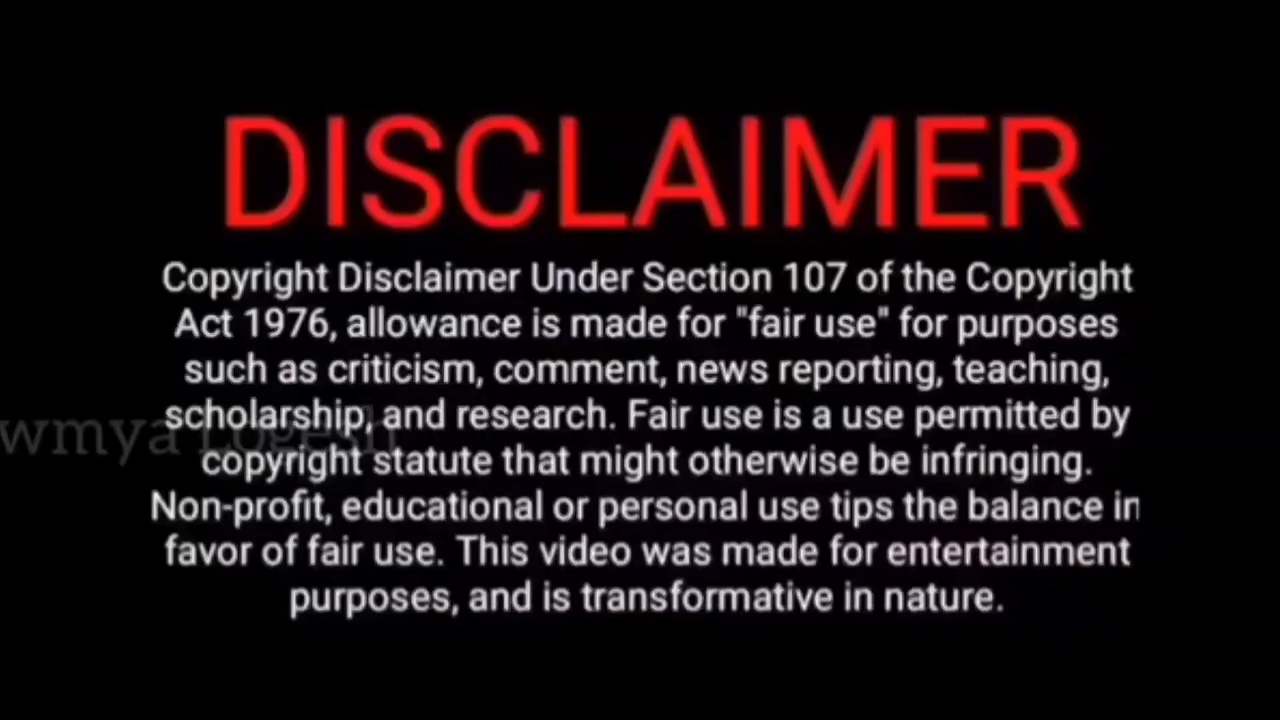 DISCLAIMER
Copyright Disclaimer Under Section 107 of the Copyright
Act 1976, allowance is made for "fair use" for purposes
such as criticism, comment, news reporting, teaching,
scholarship, and research. Fair use is a use permitted by
wmya Logesh
copyright statute that might otherwise be infringing.
Non-profit, educational or personal use tips the balance in
favor of fair use. This video was made for entertainment
purposes, and is transformative in nature.